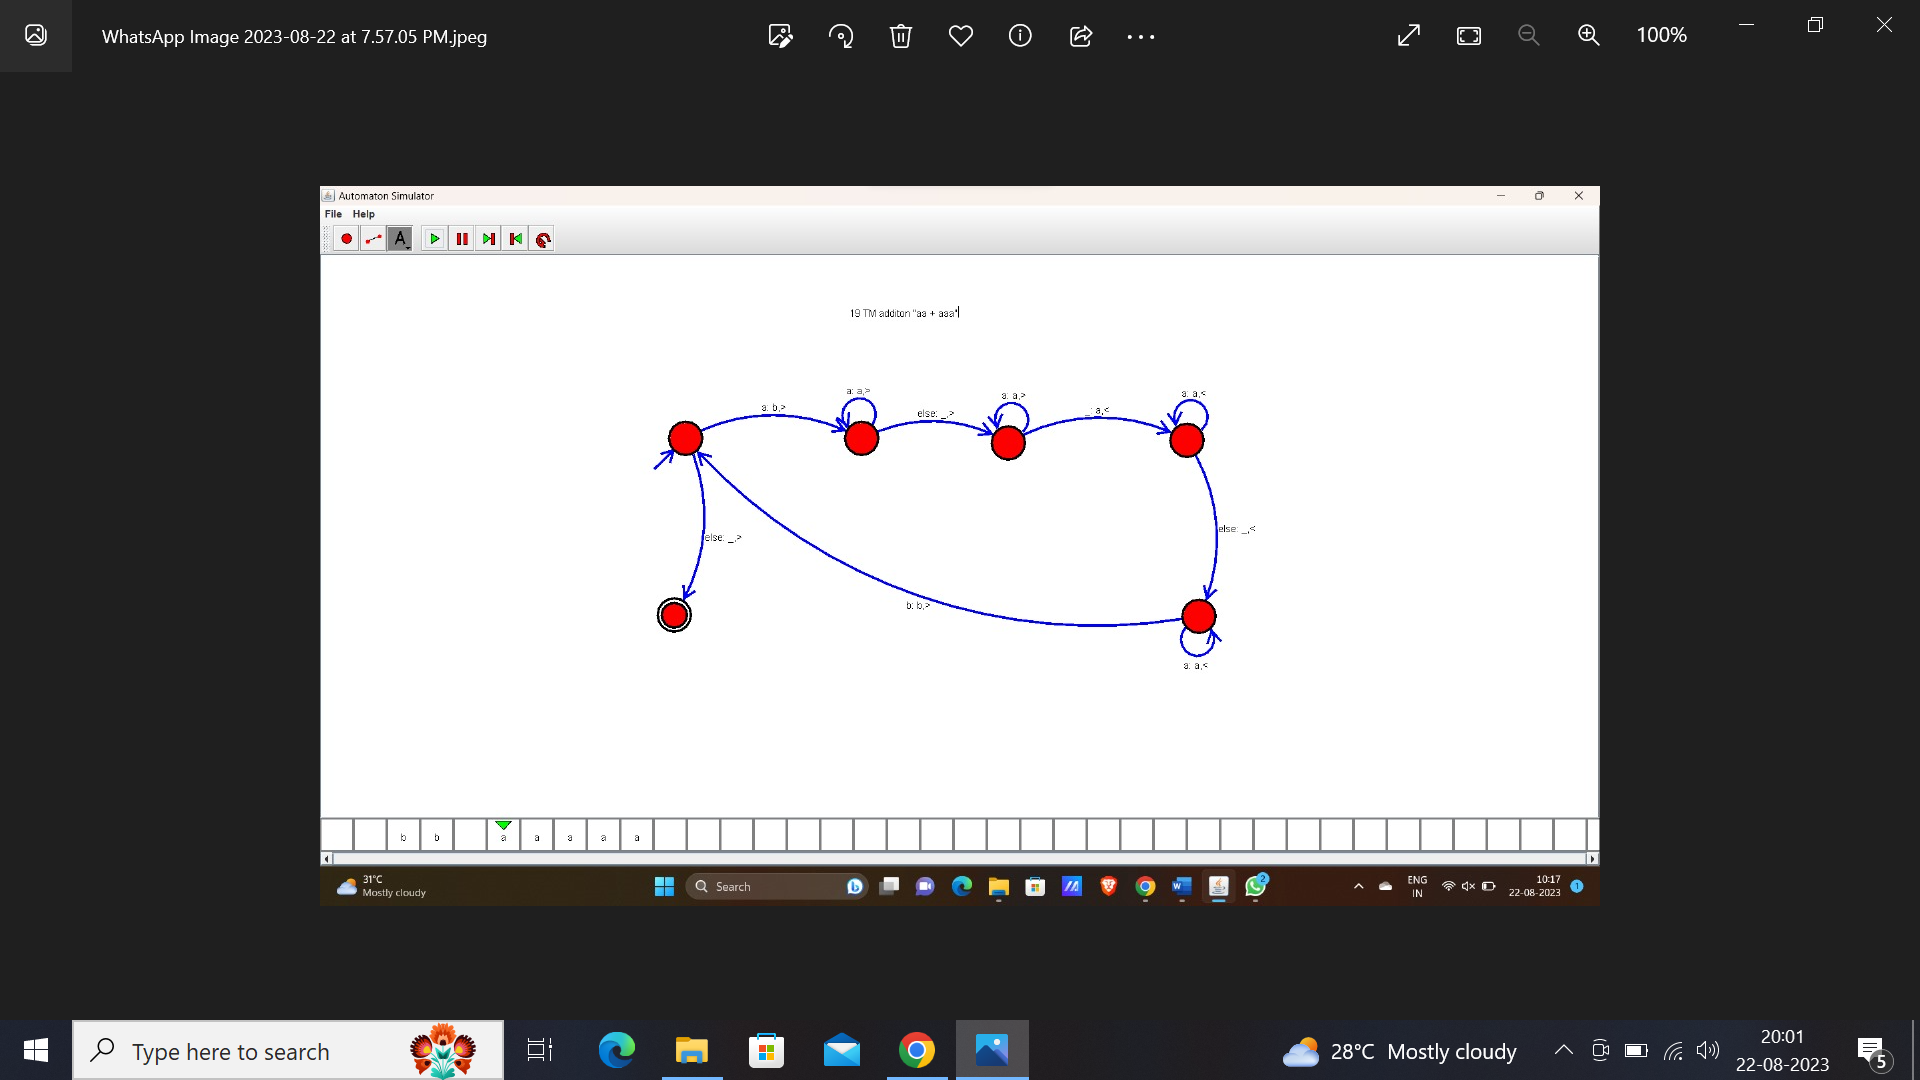 WhatsApp Image 2023-08-22 at 7.57.05 PM.jpeg
100%
Automaton Simulator
File Help
A
19 TM additon "aa + aaa"
a: b,>
a: a,>
else: _,>
a: a,>
_: a,<
a: a,<
else: _,>
else: _,<
b: b,>
a: a,<
b b a a a a a
31°C
Mostly cloudy
Search
2
ENG
IN
10:17
22-08-2023
1
Type here to search
28°C Mostly cloudy
20:01
22-08-2023
5